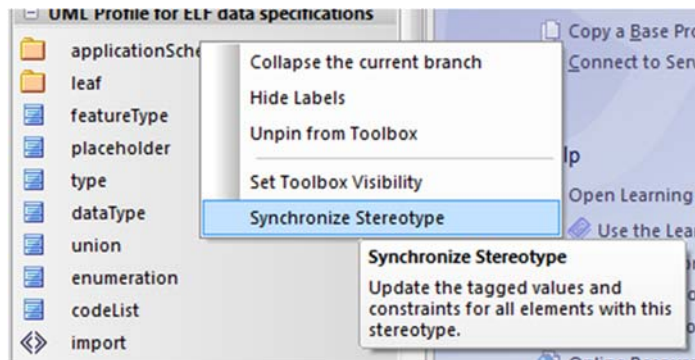 UML Profile for ELF data specifications
applicationSche
leaf
featureType
placeholder
type
dataType
union
enumeration
codeList
import
Collapse the current branch
Hide Labels
Unpin from Toolbox
Set Toolbox Visibility
Synchronize Stereotype
Synchronize Stereotype
Update the tagged values and
constraints for all elements with this
stereotype.
Copy a Base Pro
Connect to Serv
lp
Open Learning
Use the Lea